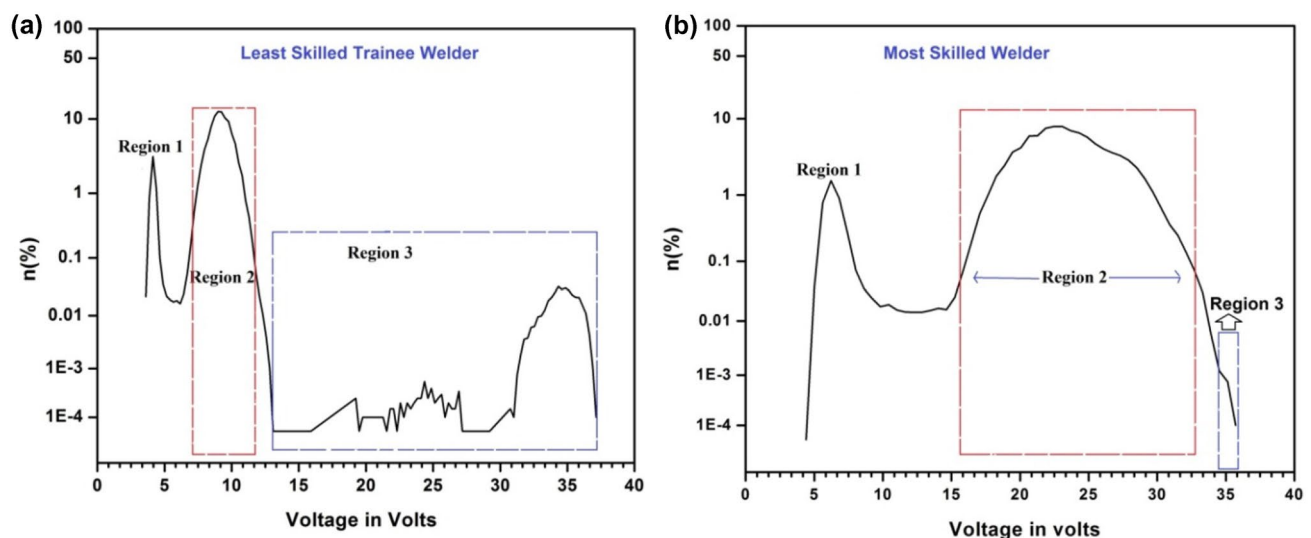 (a)
100
50
10
1
0.1
0.01
1E-3
1E-4
n(%)
Least Skilled Trainee Welder
Region 1
Region 2
Region 3
0 5 10 15 20 25 30 35 40
Voltage in Volts
(b)
100
50
10
1
0.1
0.01
1E-3
1E-4
n(%)
Most Skilled Welder
Region 1
Region 2
Region 3
0 5 10 15 20 25 30 35 40
Voltage in volts